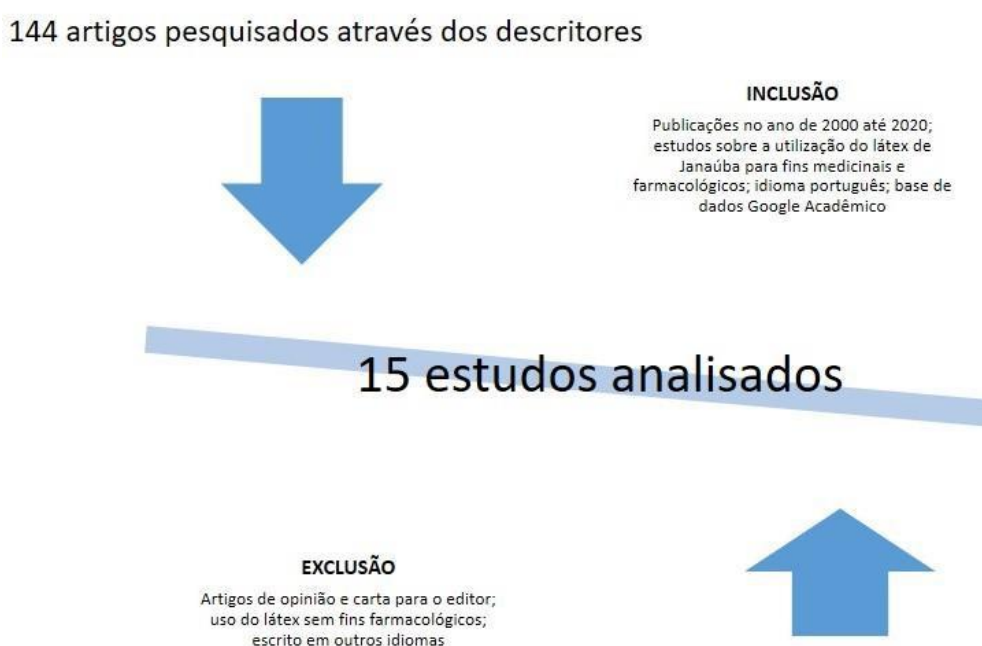 144 artigos pesquisados através dos descritores
INCLUSÃO
Publicações no ano de 2000 até 2020;
estudos sobre a utilização do látex de
Janaúba para fins medicinais e
farmacológicos; idioma português; base de
dados Google Acadêmico
15 estudos analisados
EXCLUSÃO
Artigos de opinião e carta para o editor;
uso do látex sem fins farmacológicos;
escrito em outros idiomas